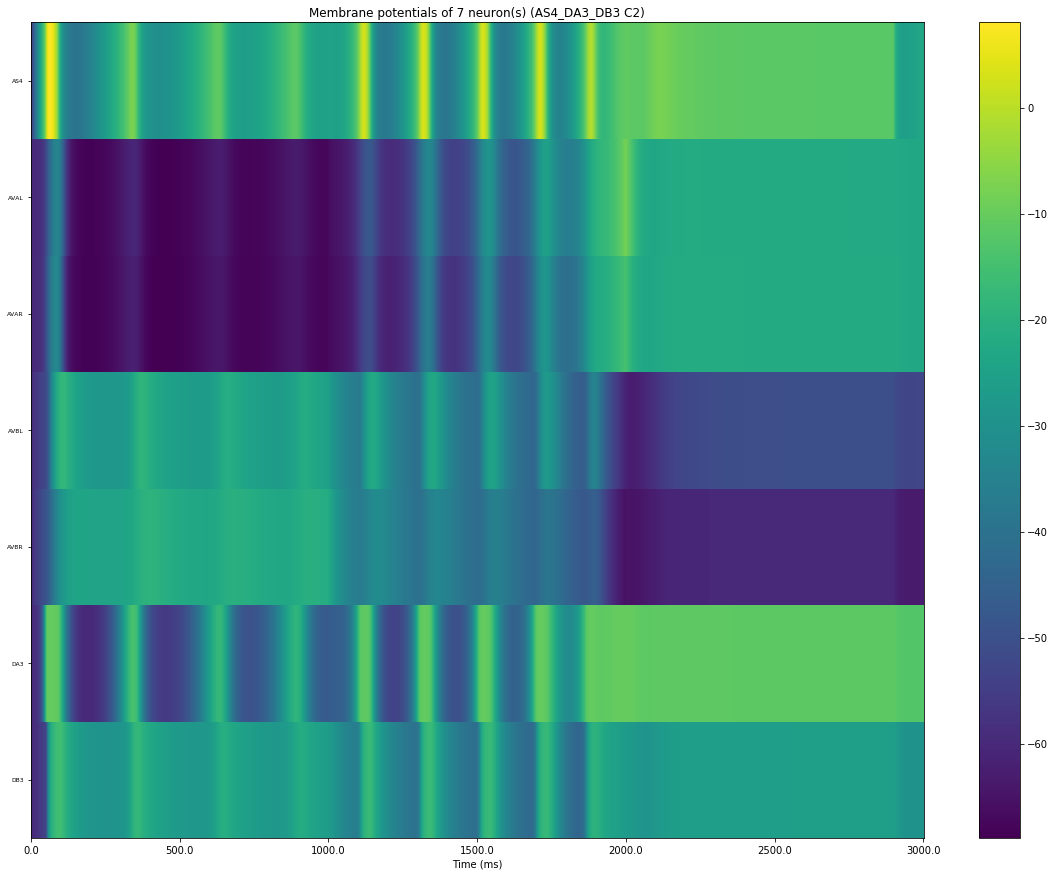 Membrane potentials of 7 neuron(s) (AS4_DA3_DB3 C2)
AS4
AVAL
AVAR
AVBL
AVBR
DA3
DB3
0.0 500.0 1000.0 1500.0 2000.0 2500.0 3000.0
Time (ms)
0
−10
−20
−30
−40
−50
−60